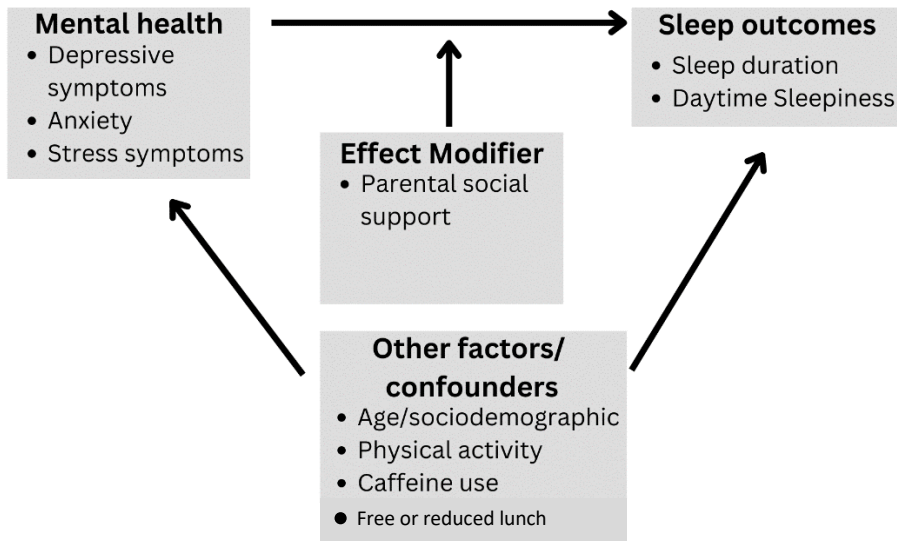 Mental health
• Depressive
symptoms
• Anxiety
• Stress symptoms
Sleep outcomes
• Sleep duration
• Daytime Sleepiness
Effect Modifier
• Parental social
support
Other factors/
confounders
• Age/sociodemographic
• Physical activity
• Caffeine use
● Free or reduced lunch